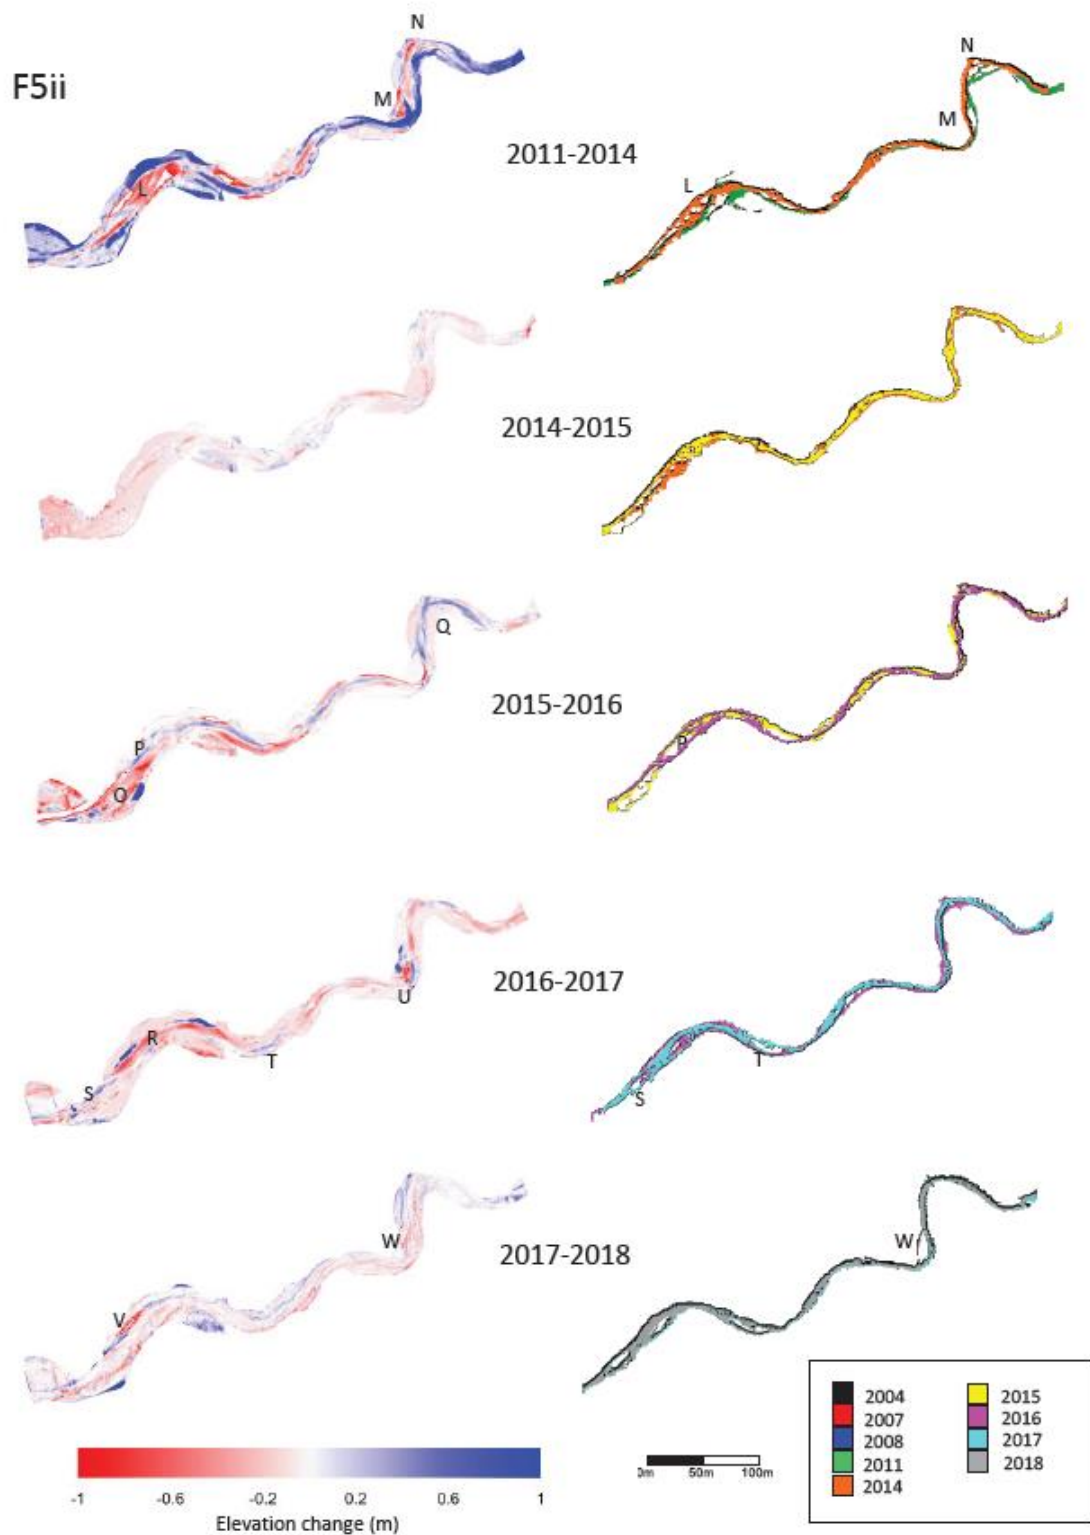 N
N
F5ii
M
M
2011-2014
L
L
2014-2015
Q
2015-2016
P
P
O
U
2016-2017
R
T
T
S
S
W
W
2017-2018
V
2004
2015
2007
2016
2008
2017
2011
2018
2014
0m 50m 100m
-1 -0.6 -0.2 0.2 0.6 1
Elevation change (m)